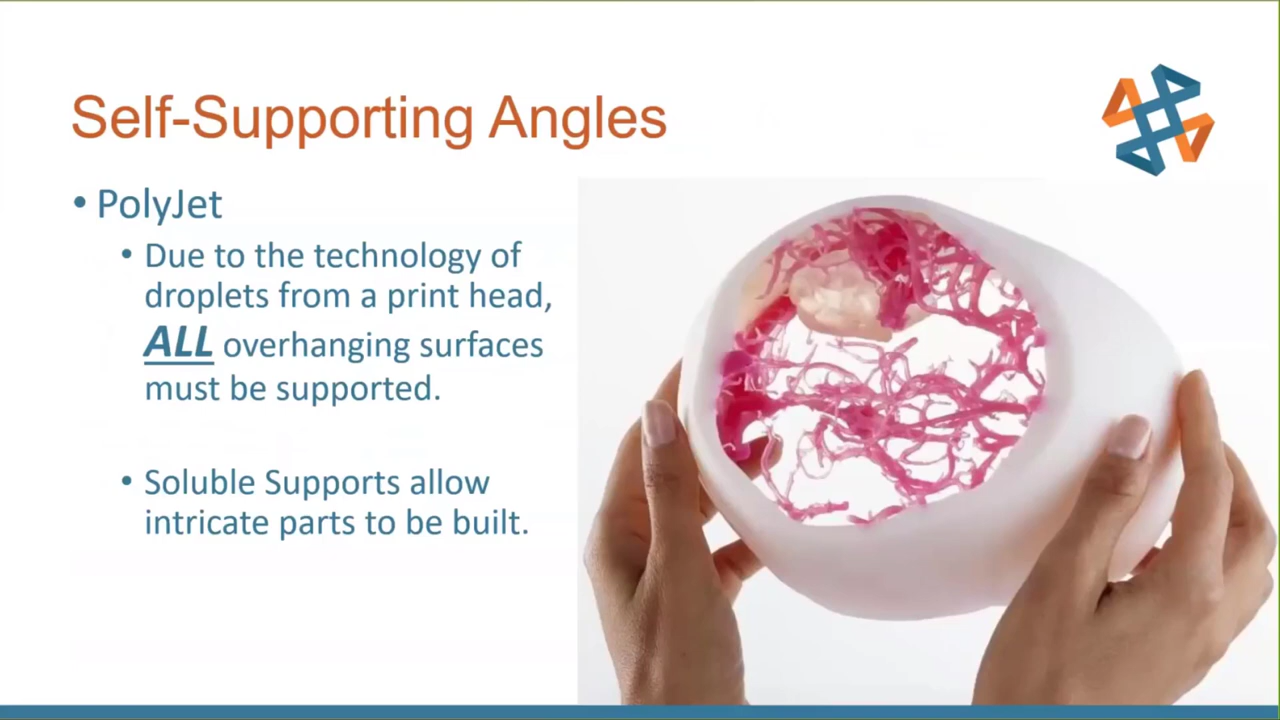 Self-Supporting Angles
• PolyJet
• Due to the technology of
droplets from a print head,
ALL overhanging surfaces
must be supported.
• Soluble Supports allow
intricate parts to be built.